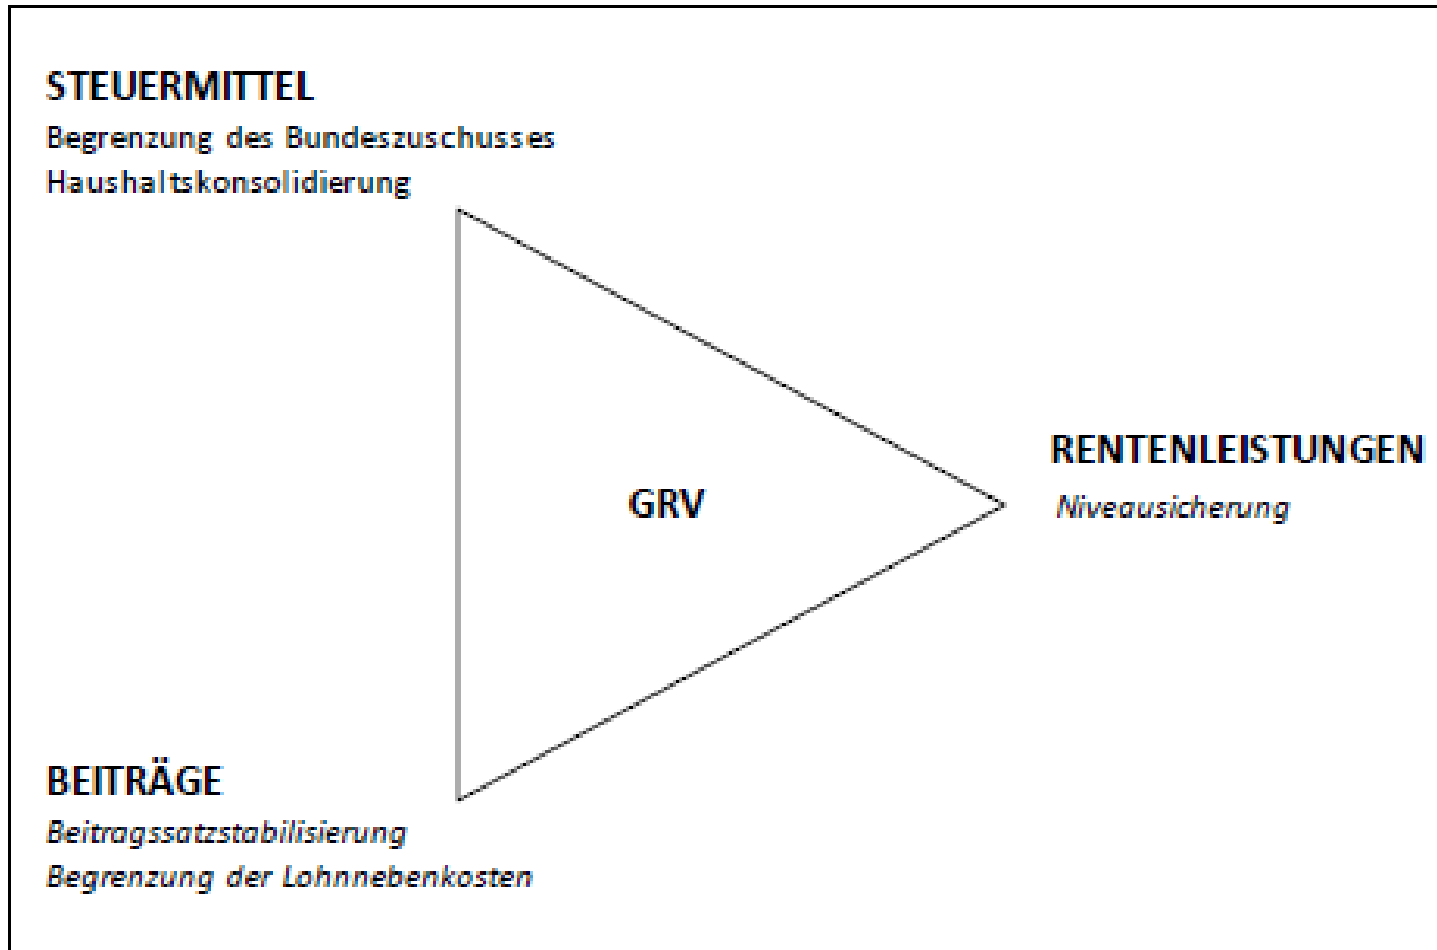 STEUERMITTEL
Begrenzung des Bundeszuschusses
Haushaltskonsolidierung
RENTENLEISTUNGEN
Niveausicherung
GRV
BEITRÄGE
Beitragssatzstabilisierung
Begrenzung der Lohnnebenkosten